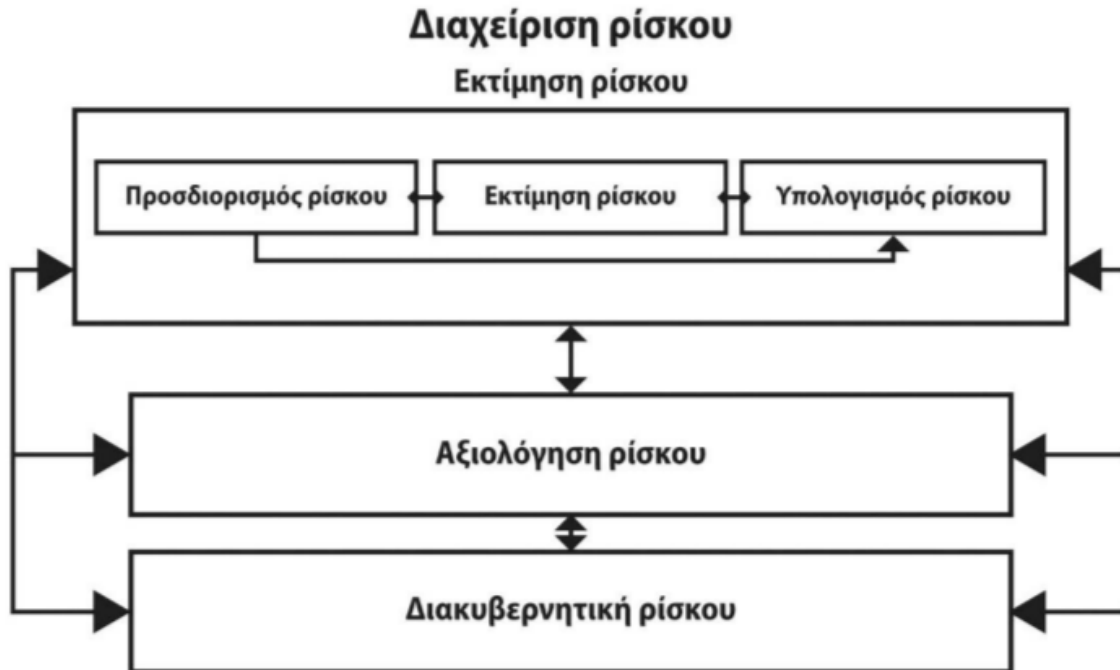 Διαχείριση ρίσκου
Εκτίμηση ρίσκου
Προσδιορισμός ρίσκου
Εκτίμηση ρίσκου
Υπολογισμός ρίσκου
Αξιολόγηση ρίσκου
Διακυβερνητική ρίσκου